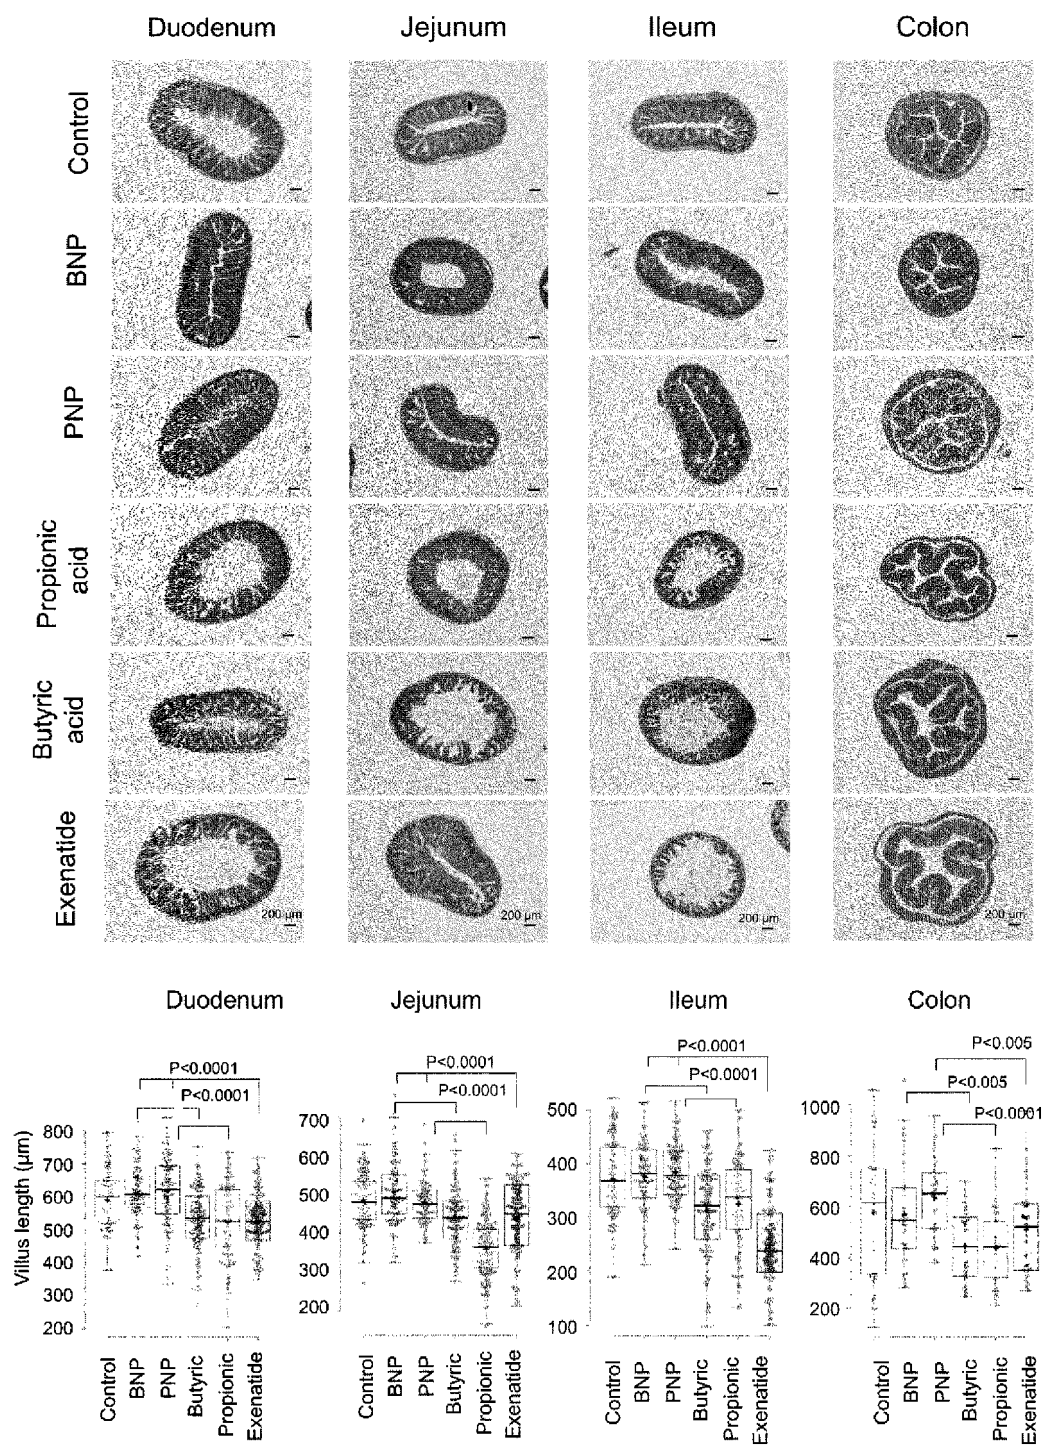 Duodenum Jejunum Ileum Colon
Control
BNP
PNP
Propionic
acid
Butyric
acid
Exenatide
200 µm 200 µm 200 µm 200 µm
Duodenum Jejunum Ileum Colon
Villus length (µm)
P<0.0001
P<0.0001
800
700
600
500
400
300
200
Control
BNP
PNP
Butyric
Propionic
Exenatide
P<0.0001
P<0.0001
700
600
500
400
300
200
Control
BNP
PNP
Butyric
Propionic
Exenatide
P<0.0001
P<0.0001
500
400
300
200
100
Control
BNP
PNP
Butyric
Propionic
Exenatide
P<0.005
P<0.005
P<0.0001
1000
800
600
400
200
Control
BNP
PNP
Butyric
Propionic
Exenatide